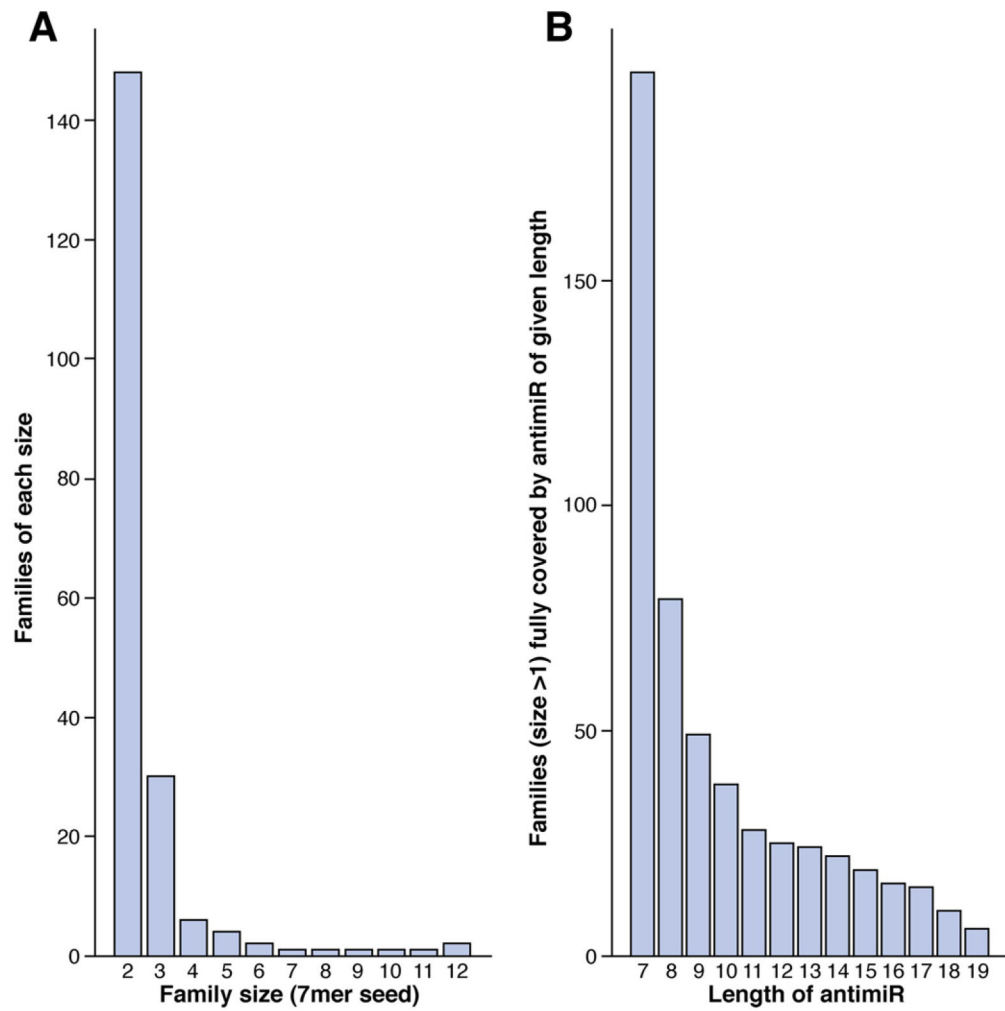 A
Families of each size
140
120
100
80
60
40
20
0
2 3 4 5 6 7 8 9 10 11 12
Family size (7mer seed)
B
Families (size >1) fully covered by antimiR of given length
150
100
50
0
7 8 9 10 11 12 13 14 15 16 17 18 19
Length of antimiR